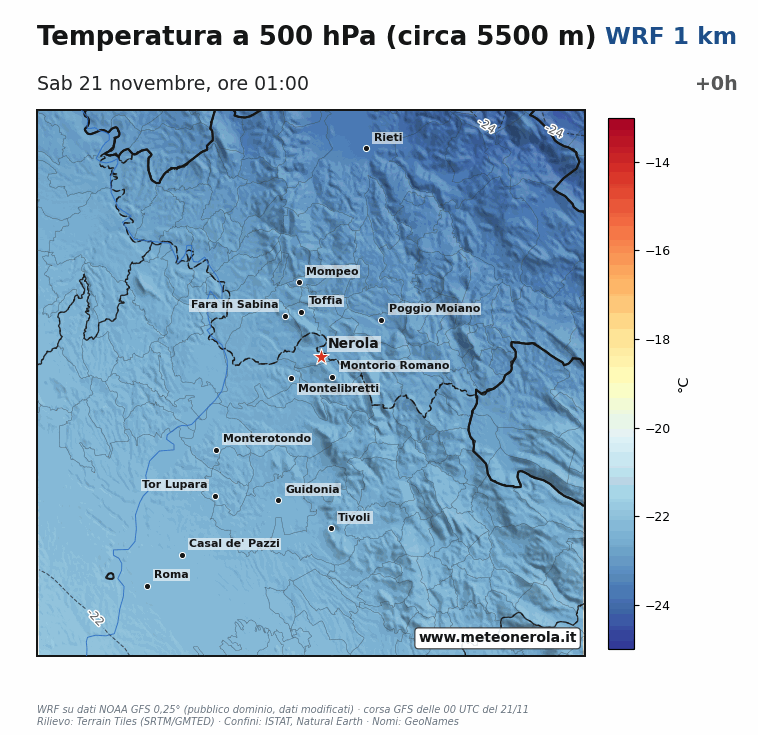 Temperatura a 500 hPa (circa 5500 m) WRF 1 km
Sab 21 novembre, ore 01:00 +0h
-24
-24
Rieti
−14
Mompeo
−16
Toffia
Fara in Sabina
Poggio Moiano
−18
Nerola
Montorio Romano
Montelibretti
°C
−20
Monterotondo
Tor Lupara
Guidonia
−22
Tivoli
Casal de' Pazzi
Roma
−24
-22
www.meteonerola.it
WRF su dati NOAA GFS 0,25° (pubblico dominio, dati modificati) · corsa GFS delle 00 UTC del 21/11
Rilievo: Terrain Tiles (SRTM/GMTED) · Confini: ISTAT, Natural Earth · Nomi: GeoNames